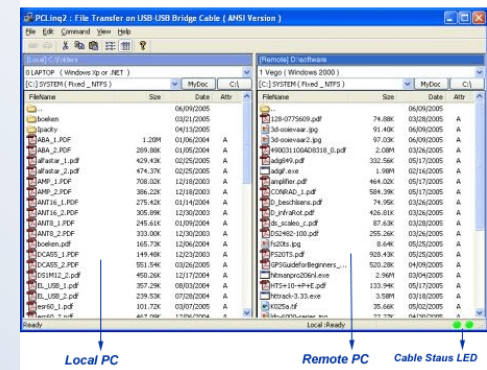 PCLinq2 : File Transfer on USB-USB Bridge Cable ( ANSI Version )
File Edit Command View Help
[Local] C:\Folders
[Remote] D:\software
0 LAPTOP ( Windows Xp or .NET )
1 Vego ( Windows 2000 )
[C:] SYSTEM ( Fixed _ NTFS ) MyDoc C:\
[C:] SYSTEM ( Fixed _ NTFS ) MyDoc C:\
FileName Size Date Attr
.. 06/09/2005
boeken 03/21/2005
Ipacity 04/13/2005
ABA_1.PDF 1.20M 01/06/2004 A
ABA_2.PDF 289.88K 01/05/2004 A
alfastar_1.pdf 429.43K 02/25/2005 A
alfastar_2.pdf 474.37K 02/25/2005 A
AMP_1.PDF 708.02K 12/18/2003 A
AMP_2.PDF 386.22K 12/18/2003 A
ANT16_1.PDF 275.42K 01/14/2004 A
ANT16_2.PDF 305.89K 12/30/2003 A
ANT8_1.PDF 245.61K 01/09/2004 A
ANT8_2.PDF 333.00K 12/30/2003 A
boeken.pdf 165.73K 12/06/2004 A
DCA55_1.PDF 149.48K 12/23/2003 A
DCA55_2.PDF 551.54K 03/26/2005 A
DS1M12_2.PDF 450.26K 12/17/2004 A
EL_USB_1.pdf 357.29K 08/03/2004 A
EL_USB_2.pdf 239.53K 07/28/2004 A
esr60_1.pdf 101.72K 03/07/2005 A
FileName Size Date Attr
.. 06/09/2005
128-0775609.pdf 74.88K 03/28/2005 A
3d-ooievaar.jpg 91.40K 06/09/2005 A
3d-ooievaar2.jpg 97.03K 06/09/2005 A
490031100AD8318_0.pdf 2.08M 03/26/2005 A
adg849.pdf 332.56K 05/17/2005 A
adgif.exe 1.98M 02/16/2005 A
amplifier.pdf 464.02K 05/17/2005 A
CONRAD_1.pdf 584.39K 05/17/2005 A
D_beschisens.pdf 74.95K 03/26/2005 A
D_infraRot.pdf 426.81K 03/26/2005 A
ds_scaleo_c.pdf 87.63K 03/28/2005 A
DS2482-100.pdf 255.26K 03/26/2005 A
fs20ts.jpg 8.64K 05/25/2005 A
FS20TS.pdf 928.43K 05/25/2005 A
GPSGuideforBeginners_... 520.28K 04/09/2005 A
hitmanpro206nl.exe 2.96M 03/04/2005 A
HTS+10-+P+E.pdf 133.94K 05/17/2005 A
httrack-3.33.exe 3.58M 03/18/2005 A
K025a.tif 35.66K 05/02/2005 A
Ready
Local :Ready
Local PC
Remote PC
Cable Staus LED